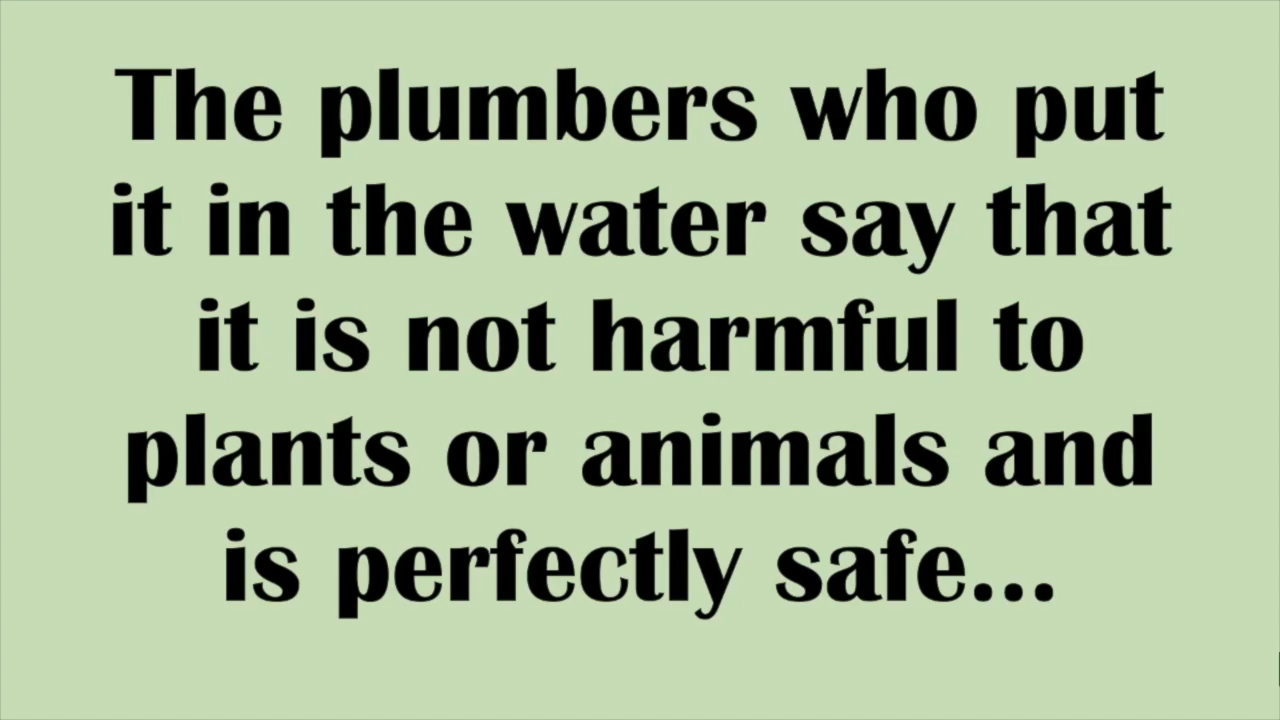 The plumbers who put
it in the water say that
it is not harmful to
plants or animals and
is perfectly safe...